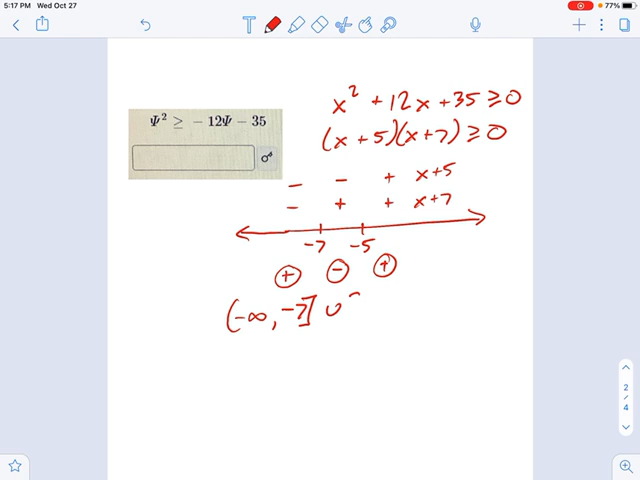 5:17 PM Wed Oct 27
77%
T
x² + 12x + 35 ≥ 0
Ψ² ≥ − 12Ψ − 35
(x + 5)(x + 7) ≥ 0
− − + x+5
− + + x+7
-7 -5
+ − +
(-∞, -7] ∪
2
/
4